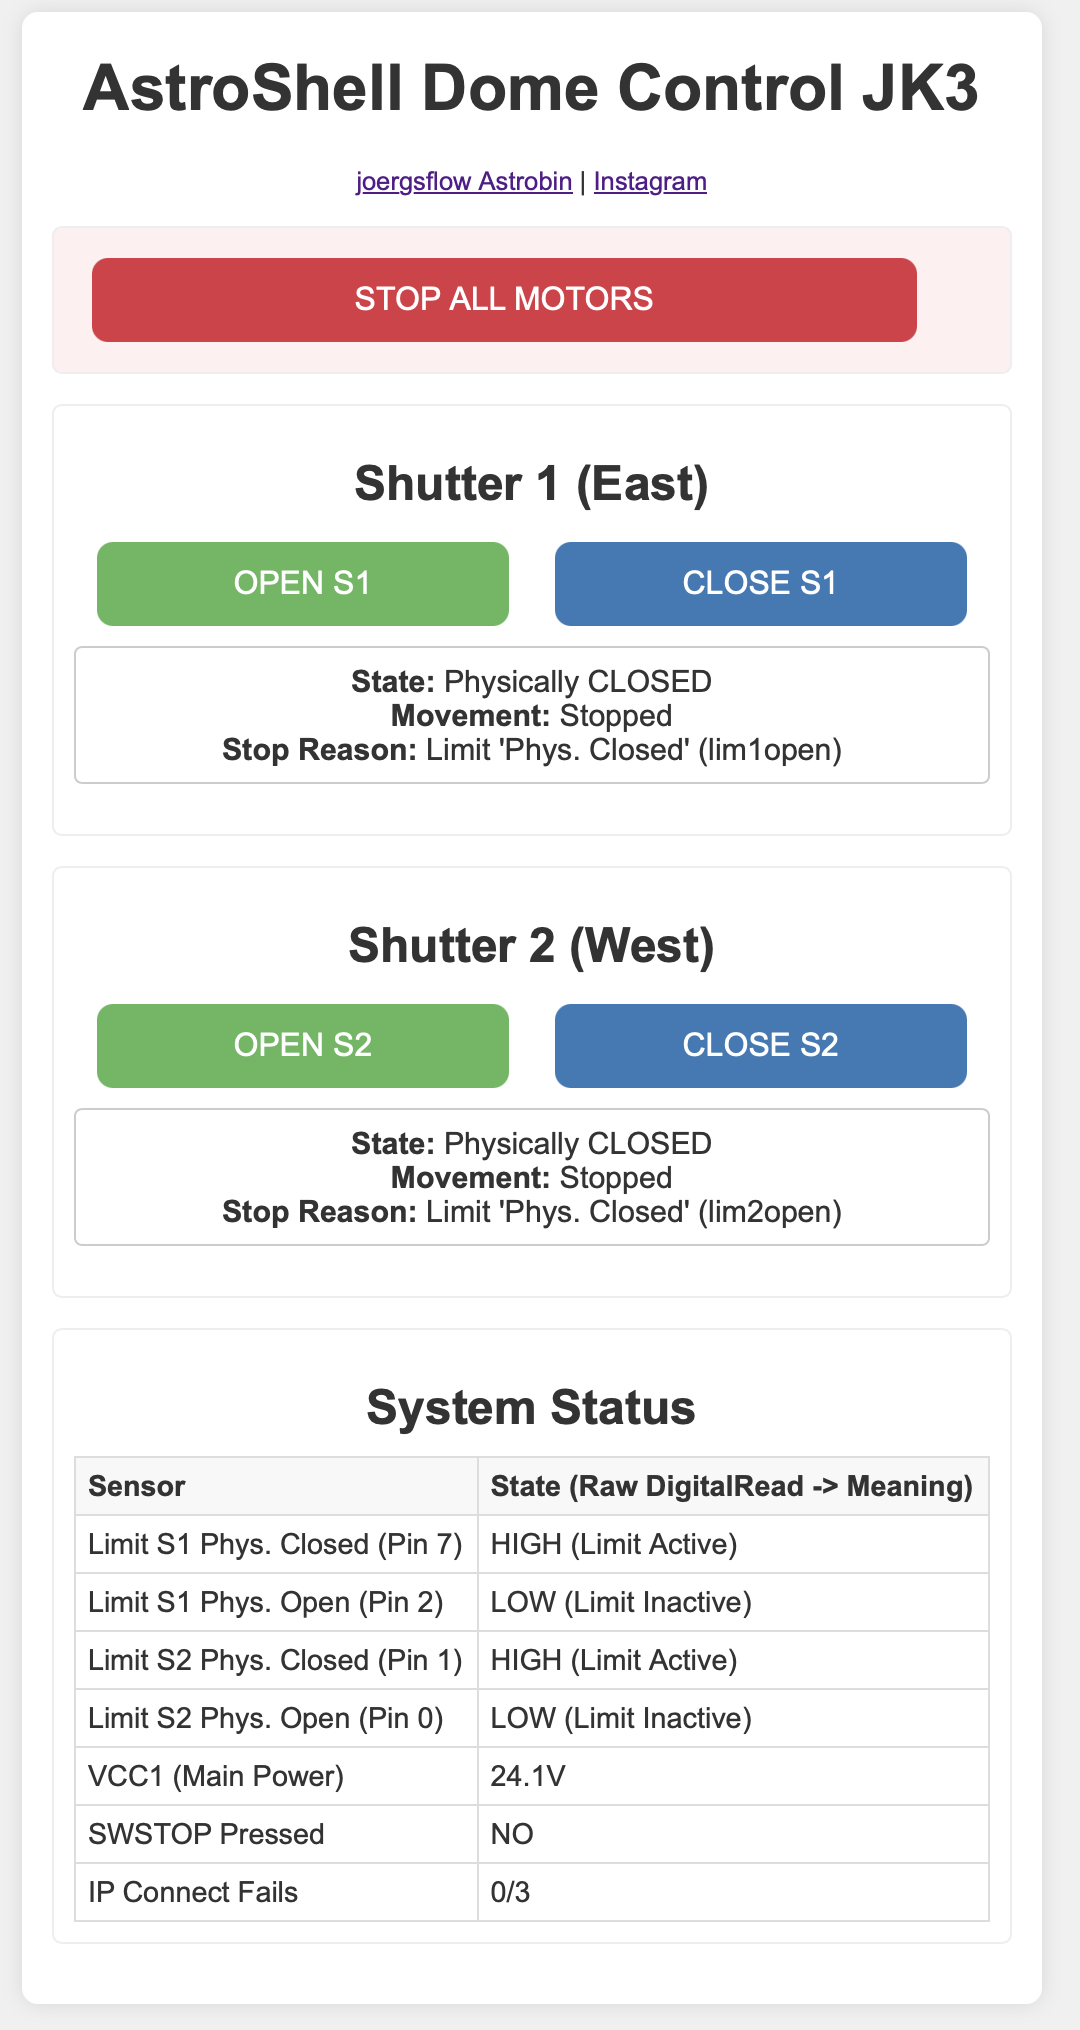 AstroShell Dome Control JK3
joergsflow Astrobin | Instagram
STOP ALL MOTORS
Shutter 1 (East)
OPEN S1 CLOSE S1
State: Physically CLOSED
Movement: Stopped
Stop Reason: Limit 'Phys. Closed' (lim1open)
Shutter 2 (West)
OPEN S2 CLOSE S2
State: Physically CLOSED
Movement: Stopped
Stop Reason: Limit 'Phys. Closed' (lim2open)
System Status
Sensor State (Raw DigitalRead -> Meaning)
Limit S1 Phys. Closed (Pin 7) HIGH (Limit Active)
Limit S1 Phys. Open (Pin 2) LOW (Limit Inactive)
Limit S2 Phys. Closed (Pin 1) HIGH (Limit Active)
Limit S2 Phys. Open (Pin 0) LOW (Limit Inactive)
VCC1 (Main Power) 24.1V
SWSTOP Pressed NO
IP Connect Fails 0/3